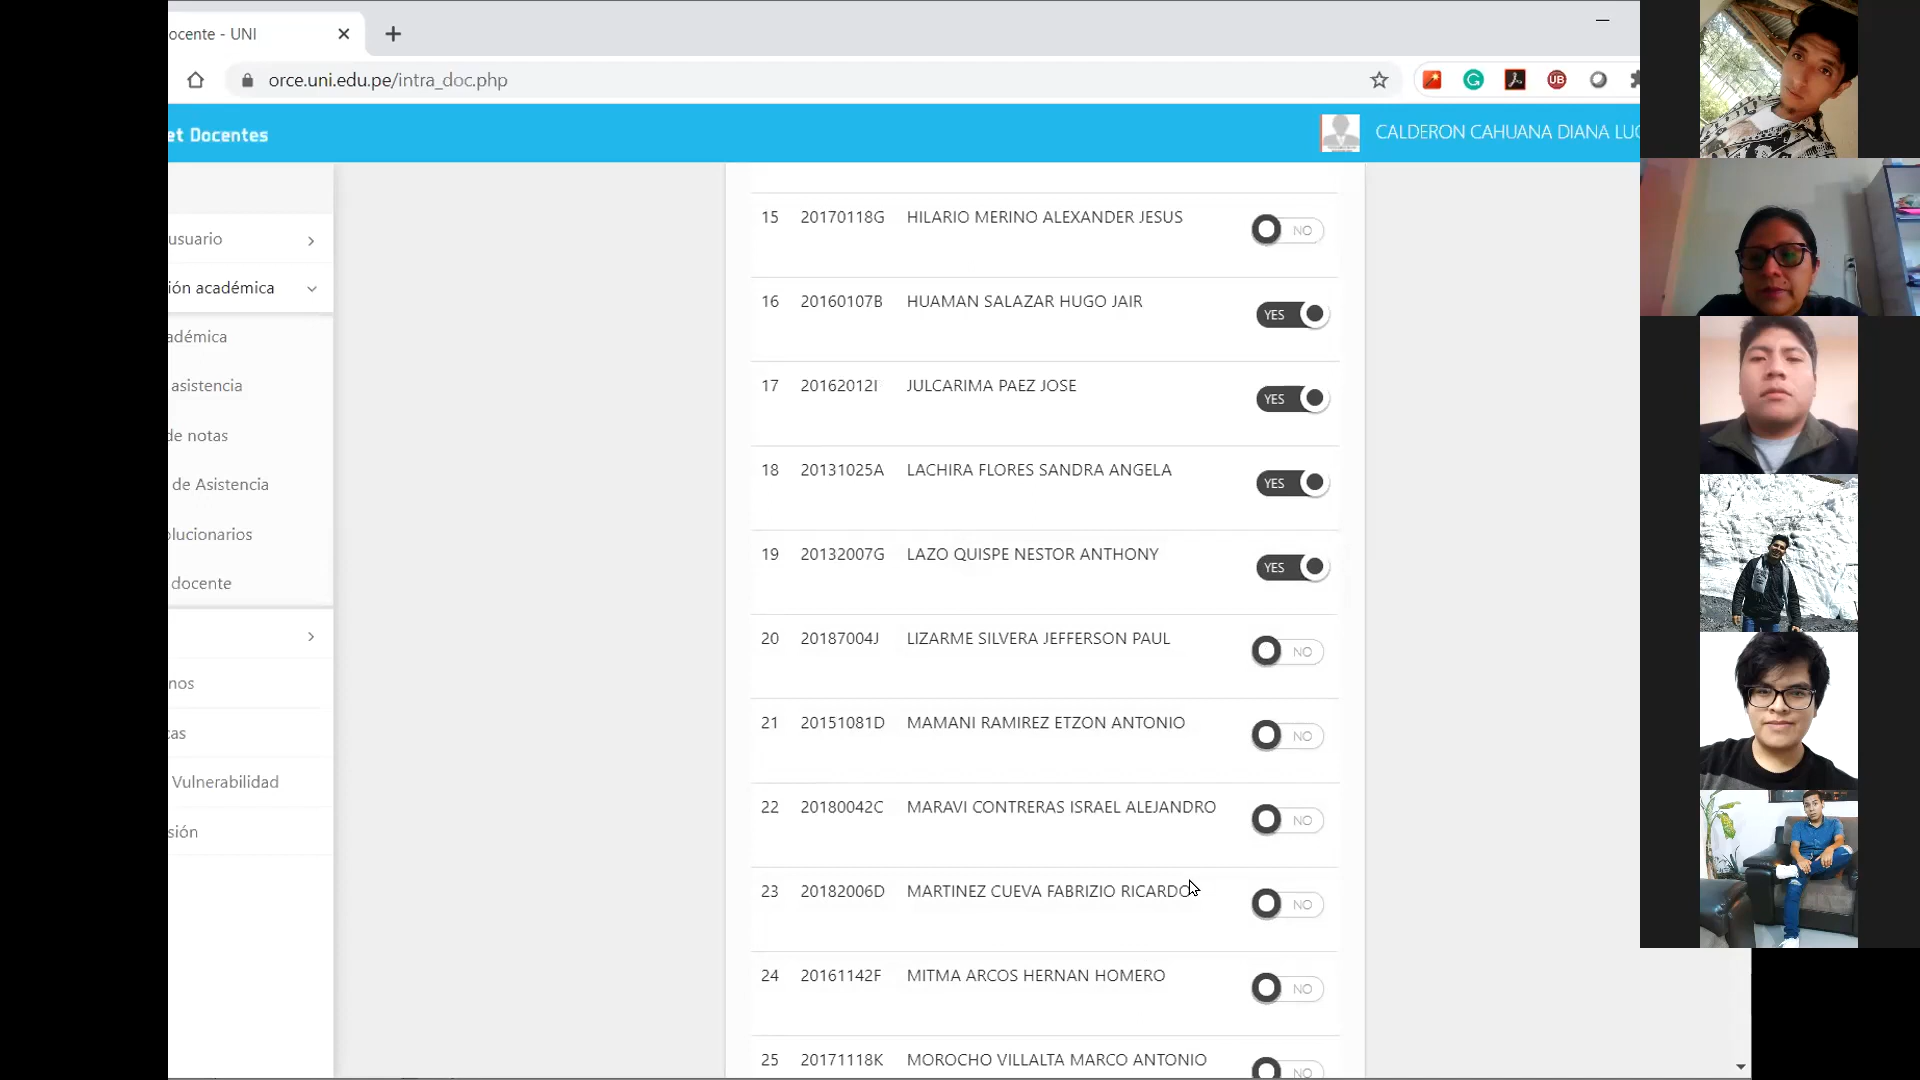 ocente - UNI
orce.uni.edu.pe/intra_doc.php
UB
et Docentes
CALDERON CAHUANA DIANA LUC
usuario
ión académica
adémica
asistencia
de notas
de Asistencia
olucionarios
docente
nos
cas
Vulnerabilidad
sión
15 20170118G HILARIO MERINO ALEXANDER JESUS NO
16 20160107B HUAMAN SALAZAR HUGO JAIR YES
17 20162012I JULCARIMA PAEZ JOSE YES
18 20131025A LACHIRA FLORES SANDRA ANGELA YES
19 20132007G LAZO QUISPE NESTOR ANTHONY YES
20 20187004J LIZARME SILVERA JEFFERSON PAUL NO
21 20151081D MAMANI RAMIREZ ETZON ANTONIO NO
22 20180042C MARAVI CONTRERAS ISRAEL ALEJANDRO NO
23 20182006D MARTINEZ CUEVA FABRIZIO RICARDO NO
24 20161142F MITMA ARCOS HERNAN HOMERO NO
25 20171118K MOROCHO VILLALTA MARCO ANTONIO NO